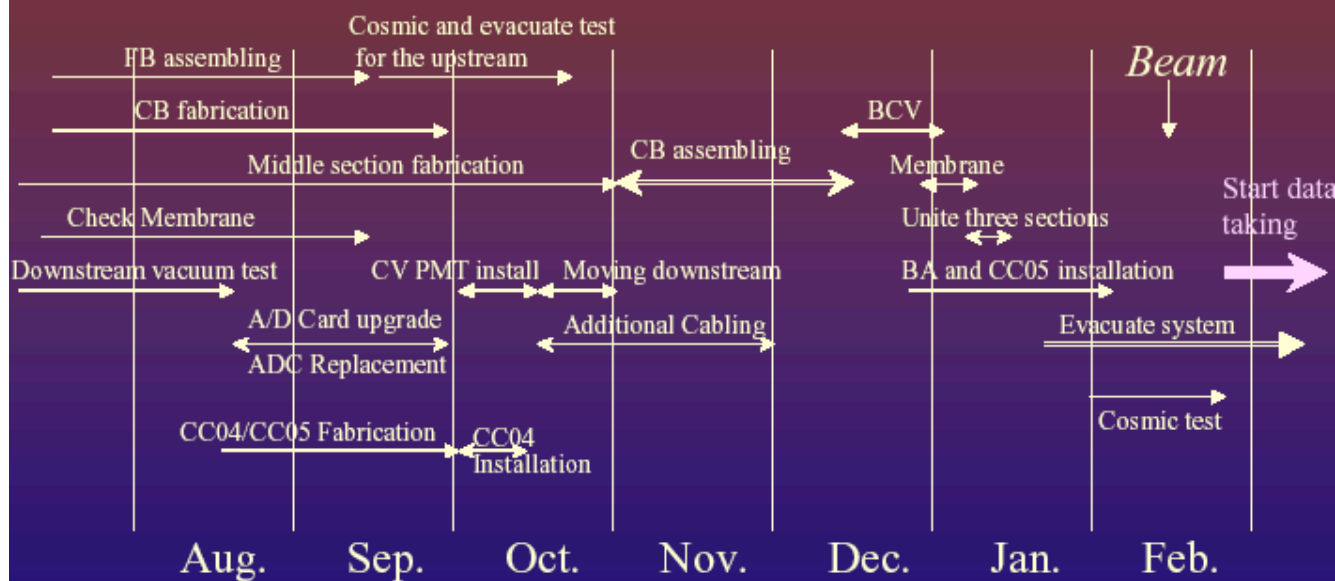 Cosmic and evacuate test
for the upstream
FB assembling
Beam
CB fabrication
BCV
Middle section fabrication
CB assembling
Membrane
Start data
taking
Check Membrane
Unite three sections
Downstream vacuum test
CV PMT install
Moving downstream
BA and CC05 installation
A/D Card upgrade
ADC Replacement
Additional Cabling
Evacuate system
Cosmic test
CC04/CC05 Fabrication
CC04
Installation
Aug. Sep. Oct. Nov. Dec. Jan. Feb.